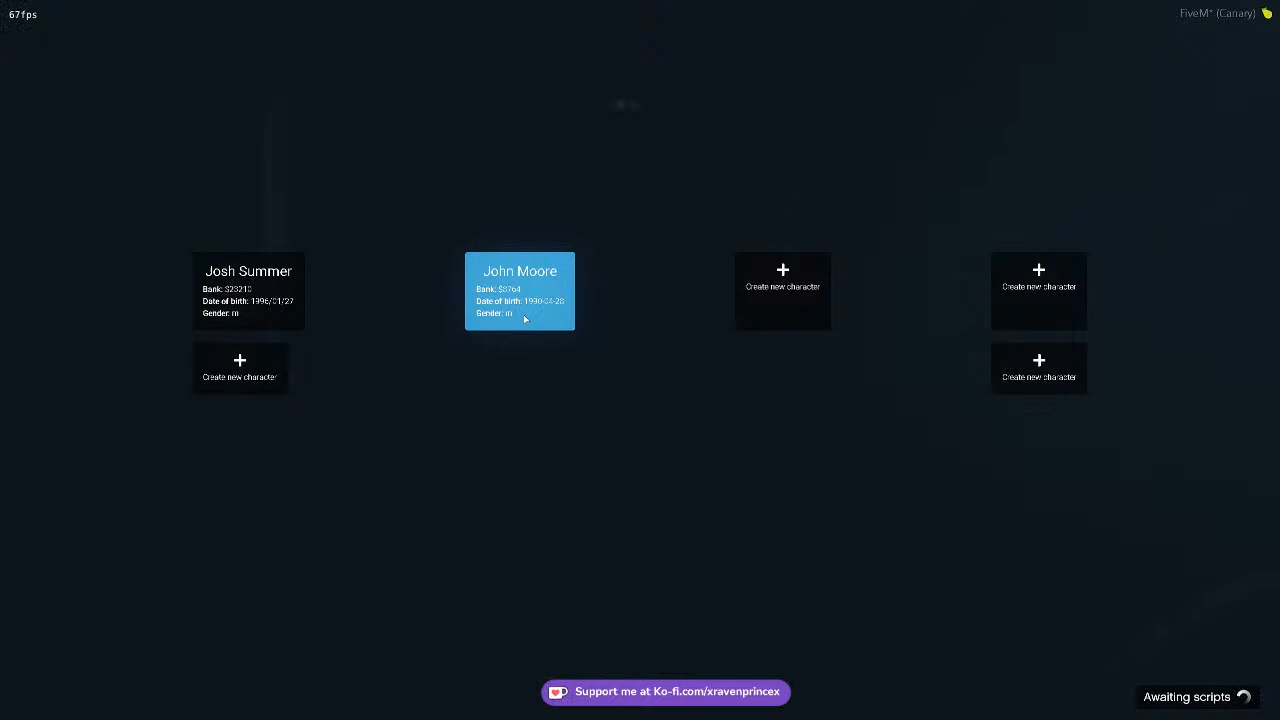 67fps
FiveM* (Canary)
Josh Summer
Bank: $23210
Date of birth: 1996/01/27
Gender: m
John Moore
Bank: $8764
Date of birth: 1990-04-28
Gender: m
+
Create new character
+
Create new character
+
Create new character
+
Create new character
Support me at Ko-fi.com/xravenprincex
Awaiting scripts